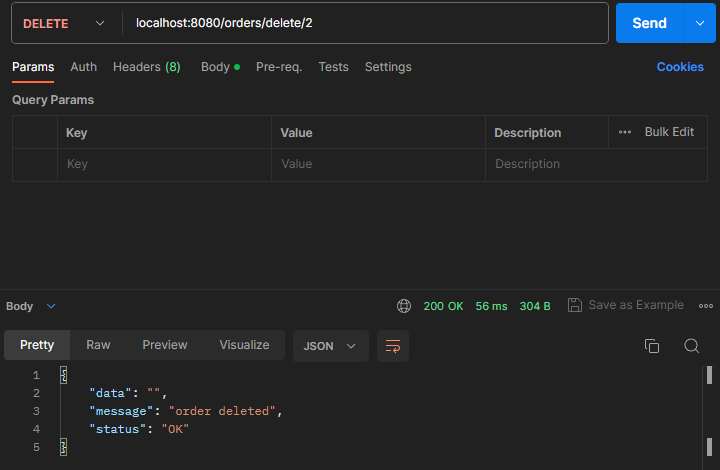 DELETE localhost:8080/orders/delete/2 Send
Params Auth Headers (8) Body Pre-req. Tests Settings Cookies
Query Params
Key Value Description ••• Bulk Edit
Key Value Description
Body 200 OK 56 ms 304 B Save as Example
Pretty Raw Preview Visualize JSON
1 {
2 "data": "",
3 "message": "order deleted",
4 "status": "OK"
5 }